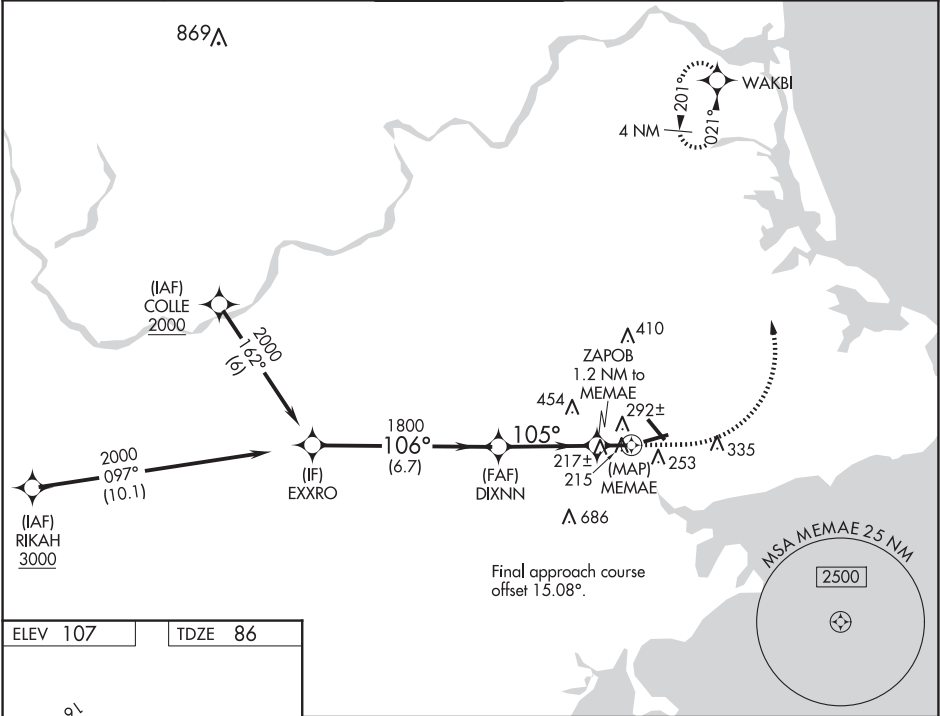 869
WAKBI
201°
021°
4 NM
(IAF)
COLLE
2000
2000
162°
(6)
410
ZAPOB
1.2 NM to
MEMAE
454
292±
1800
106°
(6.7)
105°
335
253
217±
215
(MAP)
MEMAE
(IF)
EXXRO
(FAF)
DIXNN
2000
097°
(10.1)
(IAF)
RIKAH
3000
686
Final approach course
offset 15.08°.
MSA MEMAE 25 NM
2500
ELEV 107
TDZE 86
16